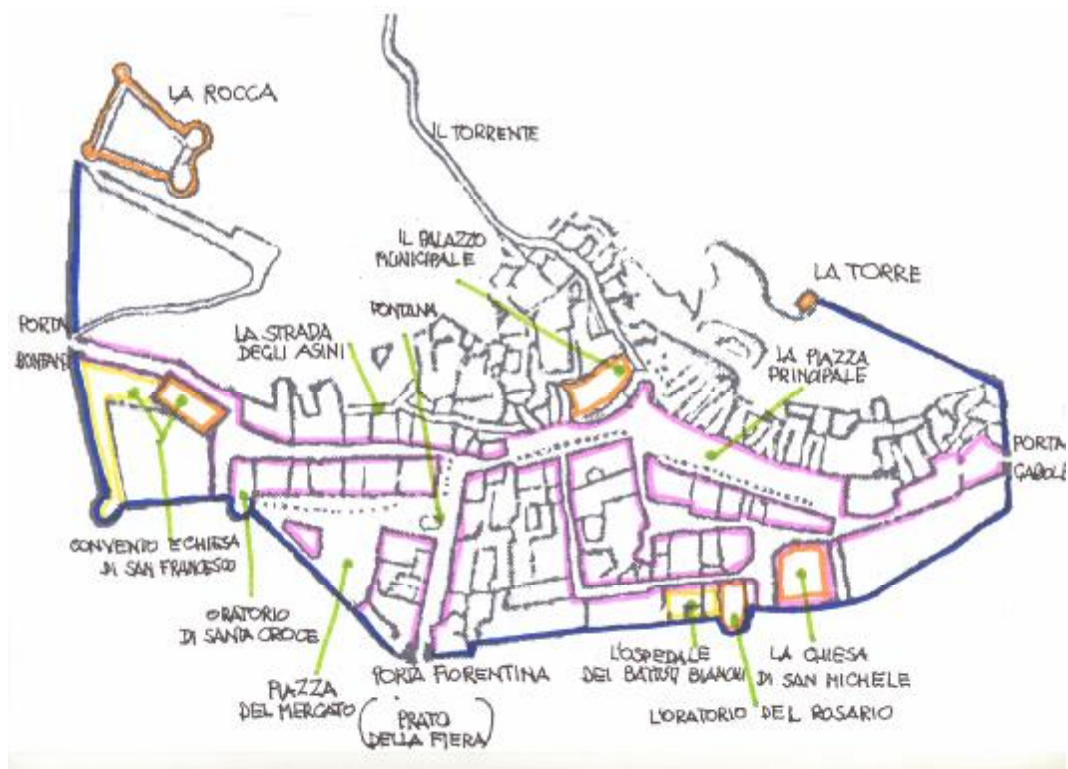 LA ROCCA
IL TORRENTE
IL PALAZZO
MUNICIPALE
LA TORRE
FONTANA
LA STRADA
DEGLI ASINI
PORTA
LA PIAZZA
PRINCIPALE
PORTA
GABOLE
CONVENTO E CHIESA
DI SAN FRANCESCO
ORATORIO
DI SANTA CROCE
PIAZZA
DEL MERCATO
PORTA FIORENTINA
(PRATO
DELLA FIERA)
L'OSPEDALE
DEI BATTUTI BIANCHI
LA CHIESA
DI SAN MICHELE
L'ORATORIO DEL ROSARIO